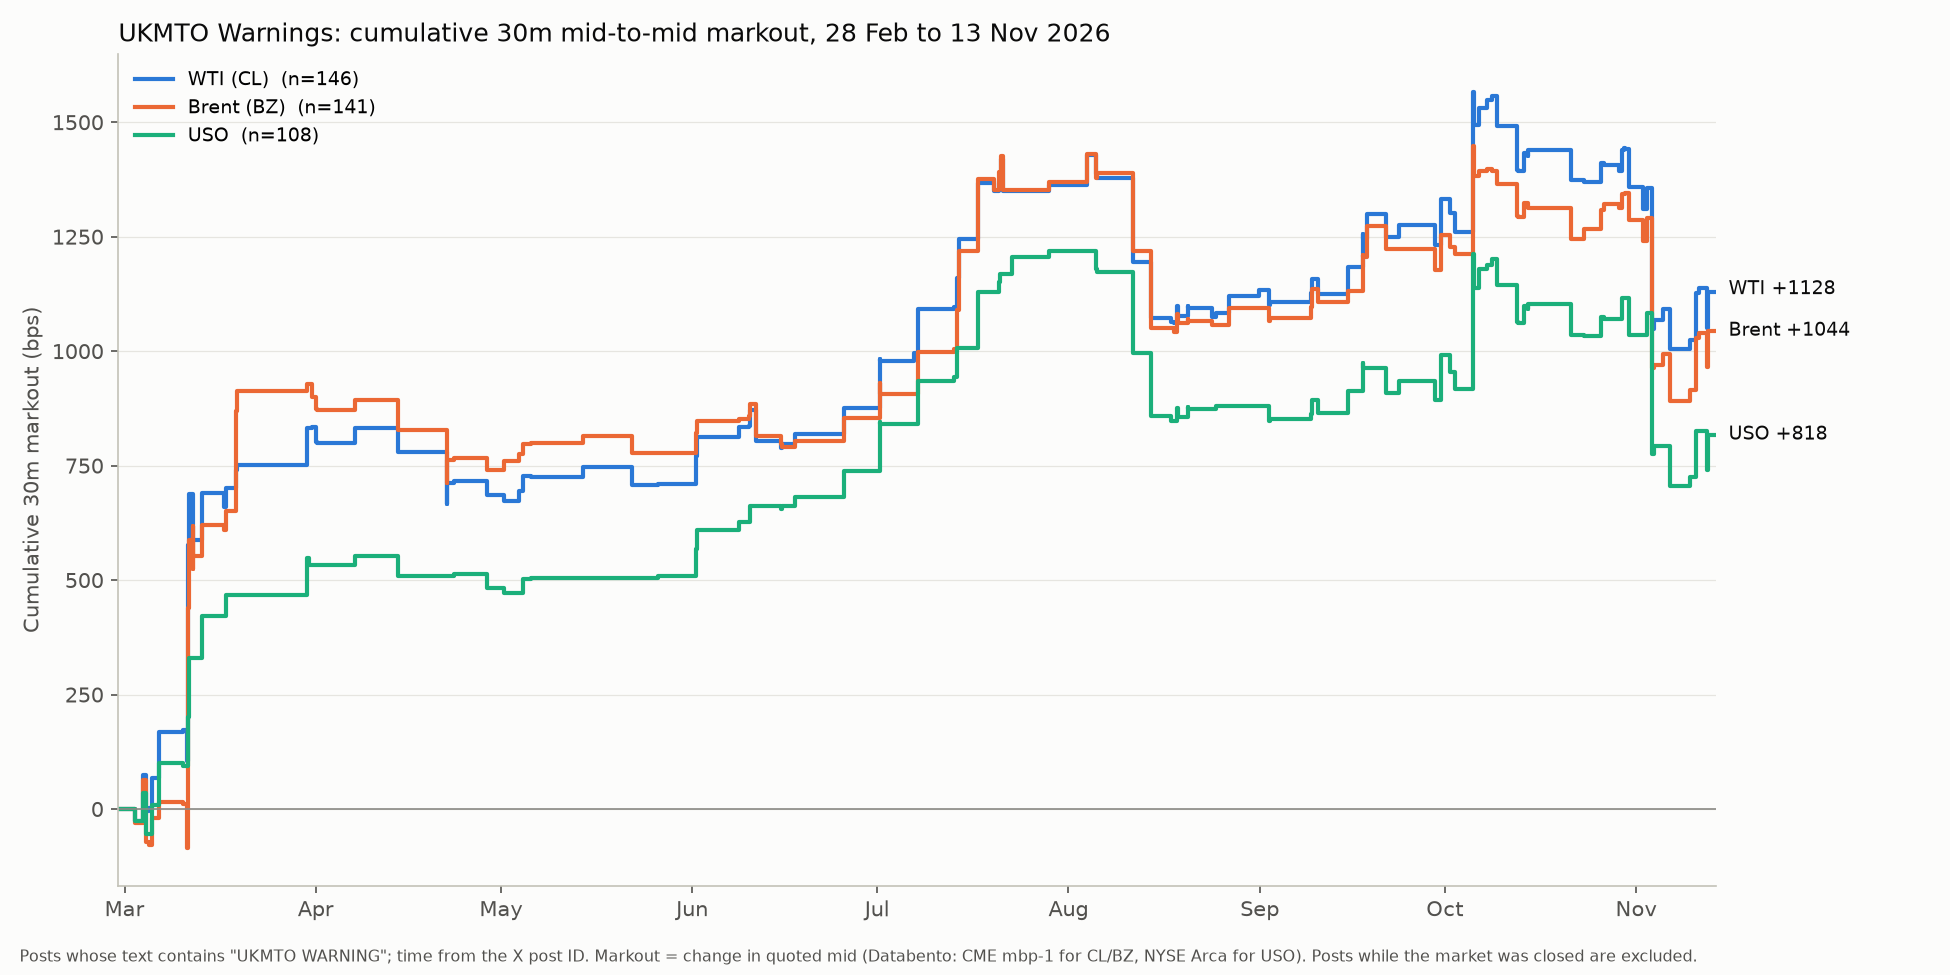 UKMTO Warnings: cumulative 30m mid-to-mid markout, 28 Feb to 13 Nov 2026
WTI (CL)  (n=146)
Brent (BZ)  (n=141)
USO  (n=108)
Cumulative 30m markout (bps)
1500
1250
1000
750
500
250
0
WTI +1128
Brent +1044
USO +818
Mar Apr May Jun Jul Aug Sep Oct Nov
Posts whose text contains "UKMTO WARNING"; time from the X post ID. Markout = change in quoted mid (Databento: CME mbp-1 for CL/BZ, NYSE Arca for USO). Posts while the market was closed are excluded.